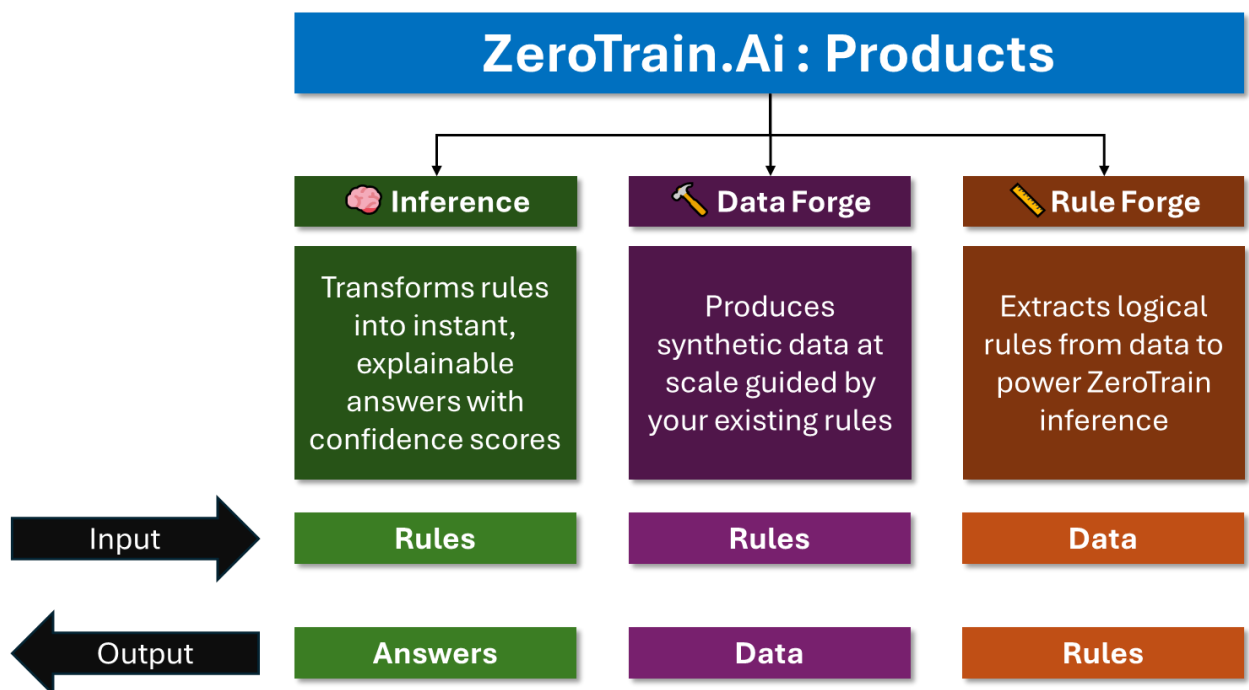 ZeroTrain.Ai : Products
Inference
Data Forge
Rule Forge
Transforms rules
into instant,
explainable
answers with
confidence scores
Produces
synthetic data at
scale guided by
your existing rules
Extracts logical
rules from data to
power ZeroTrain
inference
Input
Rules
Rules
Data
Output
Answers
Data
Rules